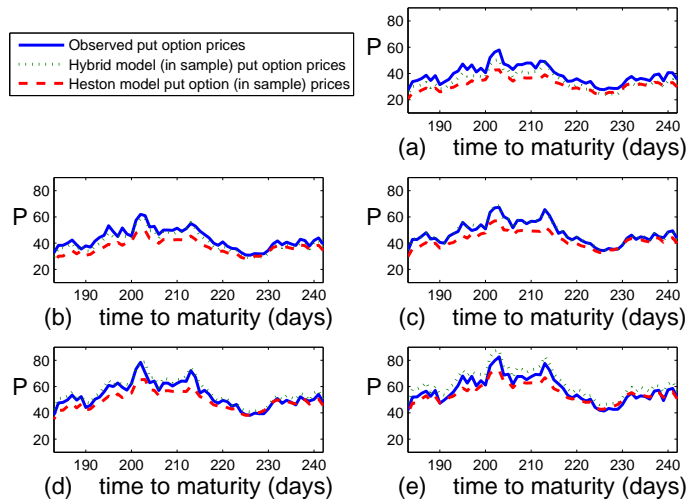 Observed put option prices
Hybrid model (in sample) put option prices
Heston model put option (in sample) prices
P
80
60
40
20
190 200 210 220 230 240
(a) time to maturity (days)
P
80
60
40
20
190 200 210 220 230 240
(b) time to maturity (days)
P
80
60
40
20
190 200 210 220 230 240
(c) time to maturity (days)
P
80
60
40
20
190 200 210 220 230 240
(d) time to maturity (days)
P
80
60
40
20
190 200 210 220 230 240
(e) time to maturity (days)